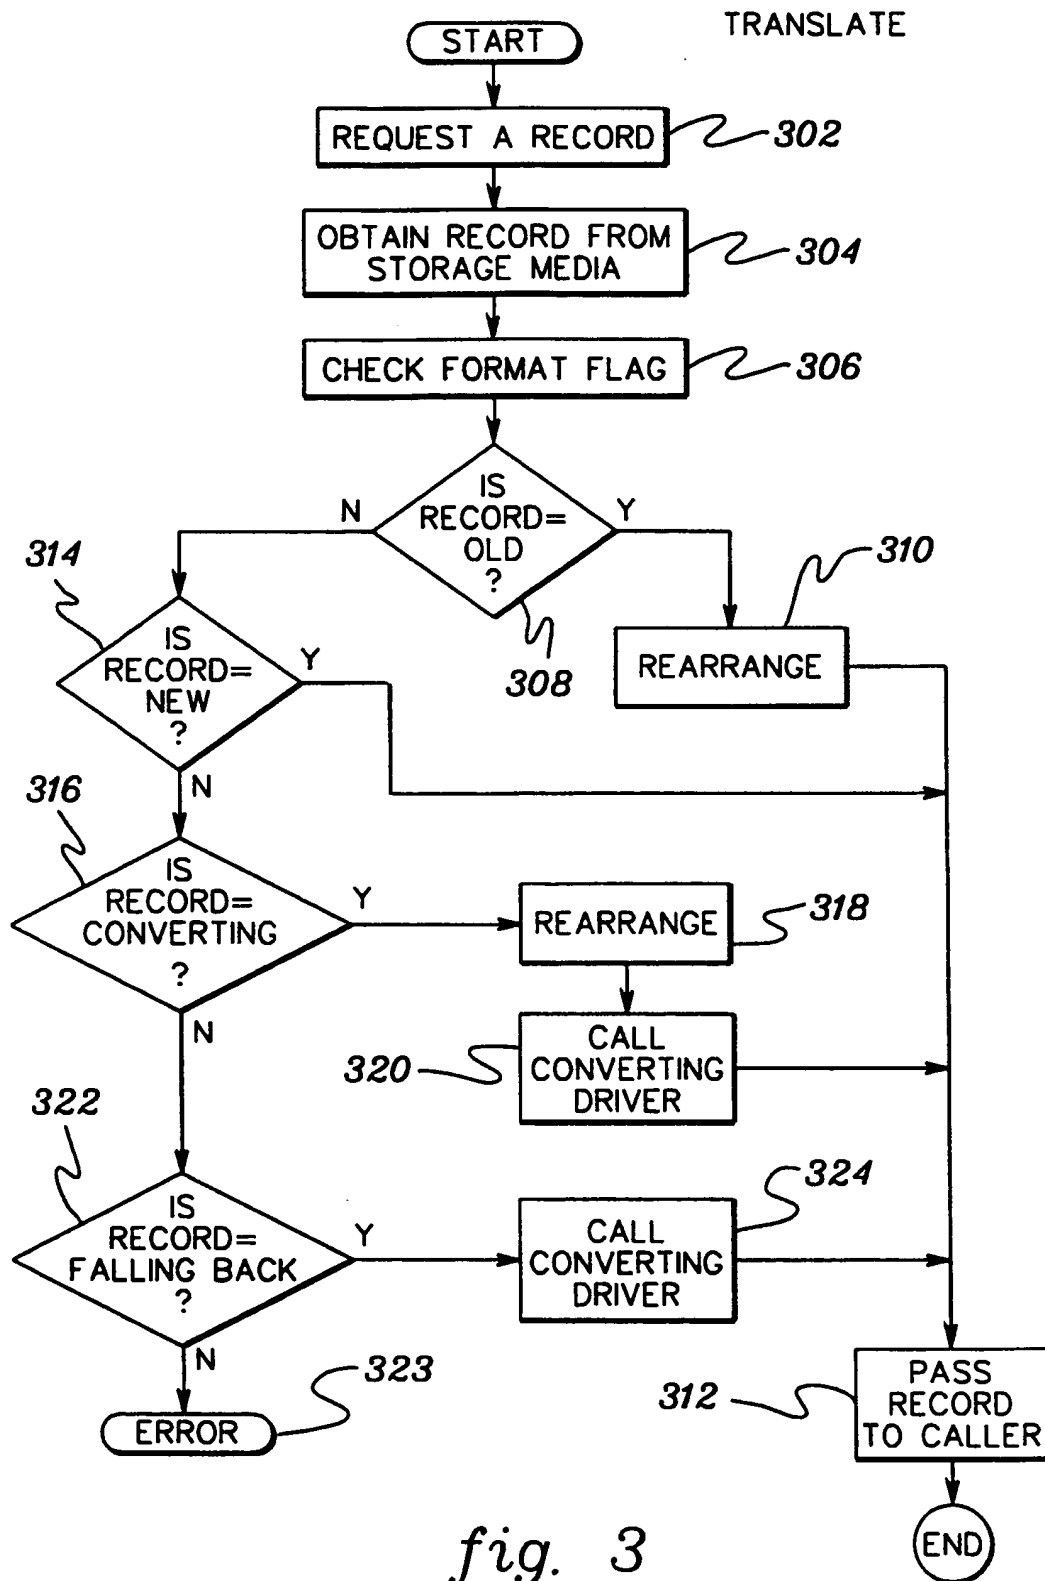 TRANSLATE
START
REQUEST A RECORD
302
OBTAIN RECORD FROM
STORAGE MEDIA
304
CHECK FORMAT FLAG
306
IS
RECORD=
OLD
?
N
Y
308
310
REARRANGE
314
IS
RECORD=
NEW
?
Y
N
316
IS
RECORD=
CONVERTING
?
Y
N
REARRANGE
318
CALL
CONVERTING
DRIVER
320
322
IS
RECORD=
FALLING BACK
?
Y
N
CALL
CONVERTING
DRIVER
324
ERROR
323
PASS
RECORD
TO CALLER
312
END
fig. 3